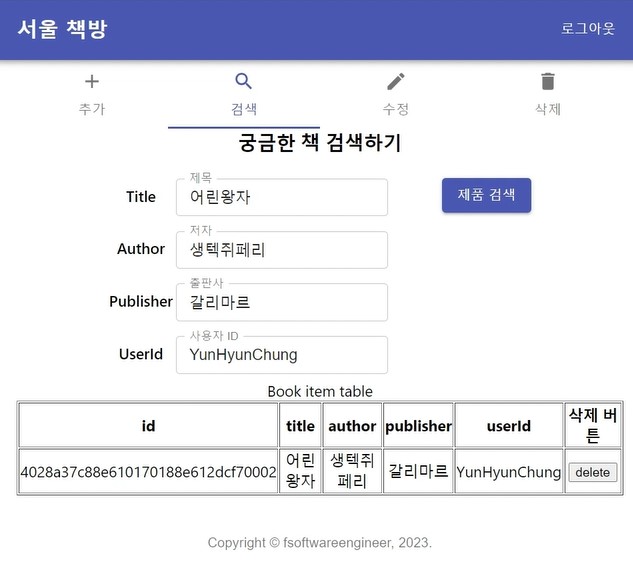 서울 책방
로그아웃
추가
검색
수정
삭제
궁금한 책 검색하기
Title
제목
어린왕자
제품 검색
Author
저자
생텍쥐페리
Publisher
출판사
갈리마르
UserId
사용자 ID
YunHyunChung
Book item table
id title author publisher userId 삭제 버
튼
4028a37c88e610170188e612dcf70002 어린 생텍쥐 갈리마르 YunHyunChung delete
왕자 페리
Copyright © fsoftwareengineer, 2023.